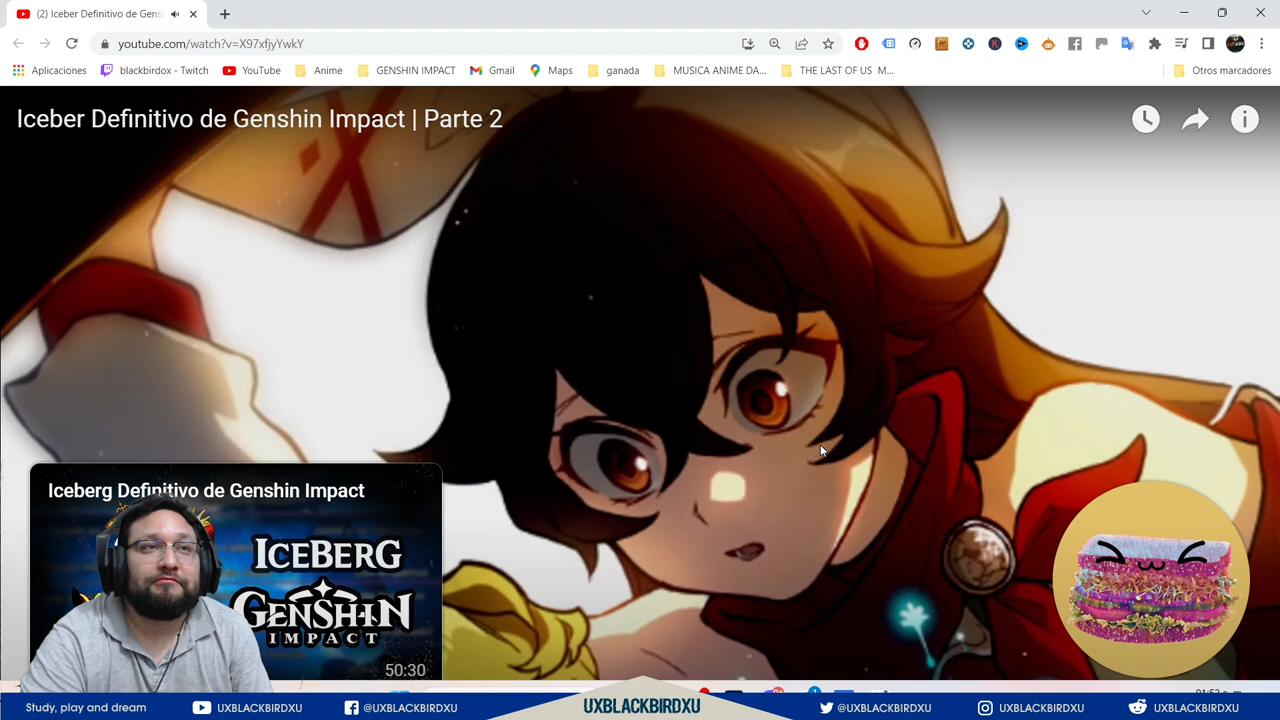 (2) Iceber Definitivo de Gensh
youtube.com/watch?v=X97xfjyYwkY
Aplicaciones
blackbirdox - Twitch
YouTube
Anime
GENSHIN IMPACT
Gmail
Maps
ganada
MUSICA ANIME DA...
THE LAST OF US M...
Otros marcadores
Iceber Definitivo de Genshin Impact | Parte 2
Iceberg Definitivo de Genshin Impact
ICEBERG
GENSHIN
IMPACT
50:30
Study, play and dream
UXBLACKBIRDXU
@UXBLACKBIRDXU
UXBLACKBIRDXU
@UXBLACKBIRDXU
UXBLACKBIRDXU
UXBLACKBIRDXU